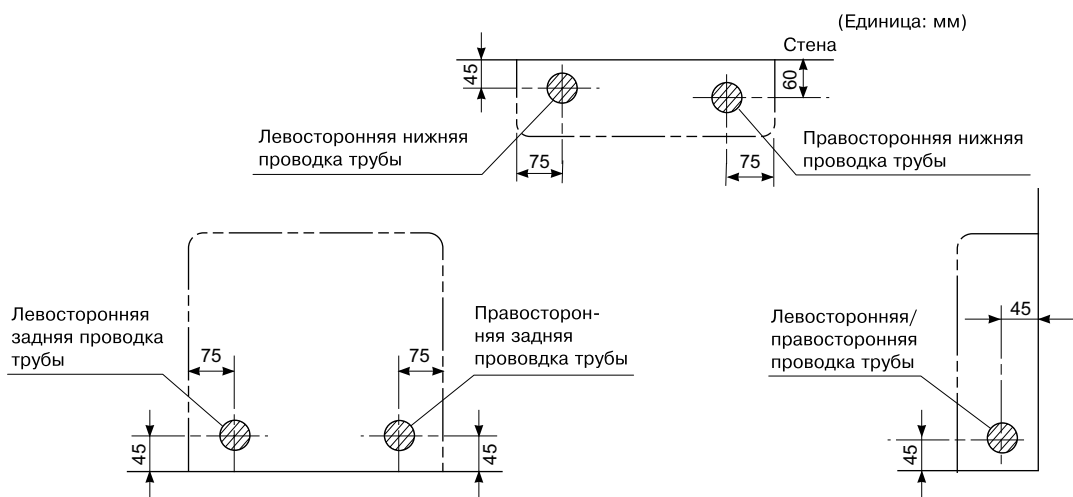 (Единица: мм)
Стена
45
60
Левосторонняя нижняя
проводка трубы
75
75
Правосторонняя нижняя
проводка трубы
Левосторонняя
задняя проводка
трубы
75
Правосторон-
няя задняя
прововдка трубы
75
45
45
Левосторонняя/
правосторонняя
проводка трубы
45
45